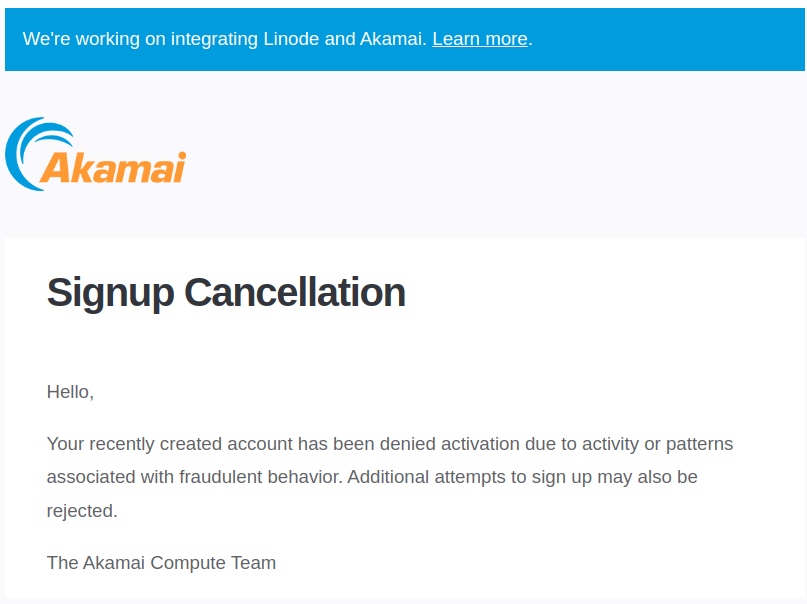 We're working on integrating Linode and Akamai. Learn more.
Akamai
Signup Cancellation
Hello,
Your recently created account has been denied activation due to activity or patterns
associated with fraudulent behavior. Additional attempts to sign up may also be
rejected.
The Akamai Compute Team